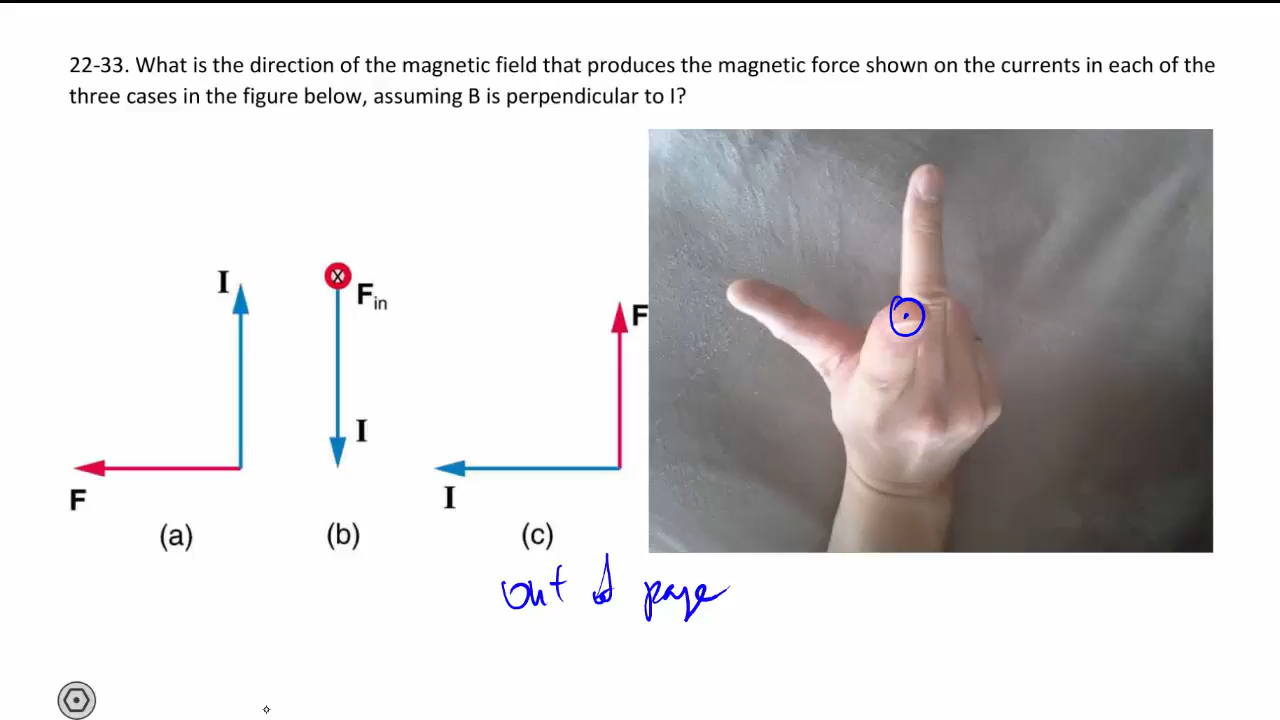 22-33. What is the direction of the magnetic field that produces the magnetic force shown on the currents in each of the
three cases in the figure below, assuming B is perpendicular to I?
I
F
(a)
x
Fin
I
(b)
F
I
(c)
out of page